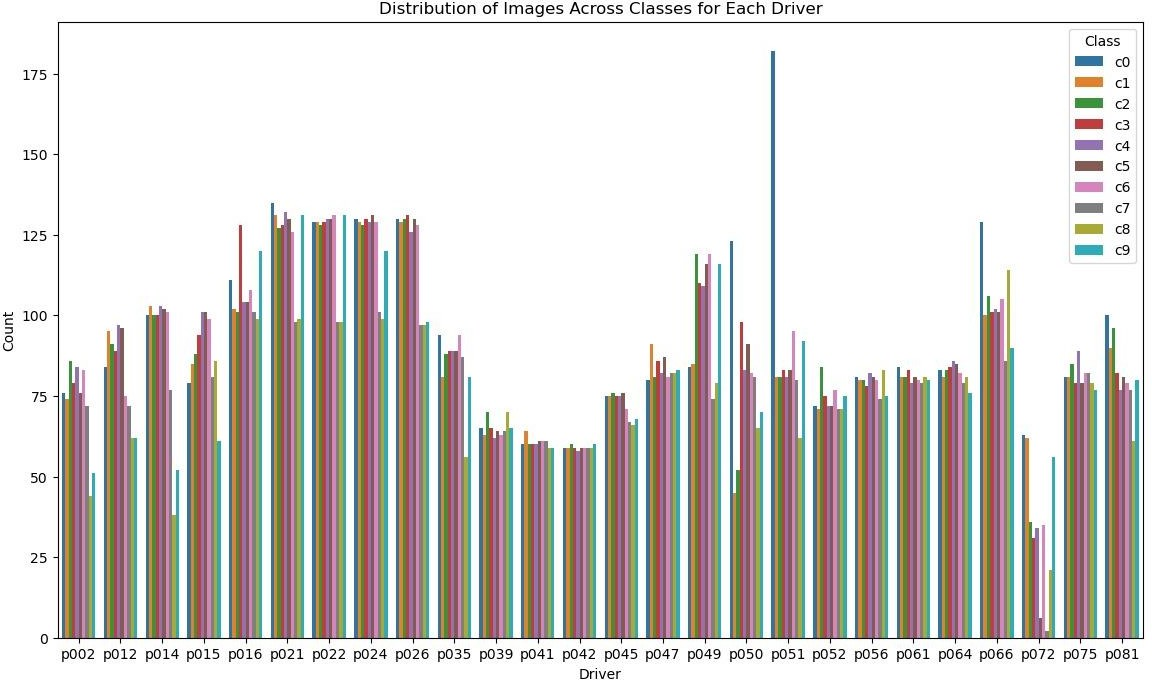 Distribution of Images Across Classes for Each Driver
Class
c0
c1
c2
c3
c4
c5
c6
c7
c8
c9
Count
175
150
125
100
75
50
25
0
p002 p012 p014 p015 p016 p021 p022 p024 p026 p035 p039 p041 p042 p045 p047 p049 p050 p051 p052 p056 p061 p064 p066 p072 p075 p081
Driver